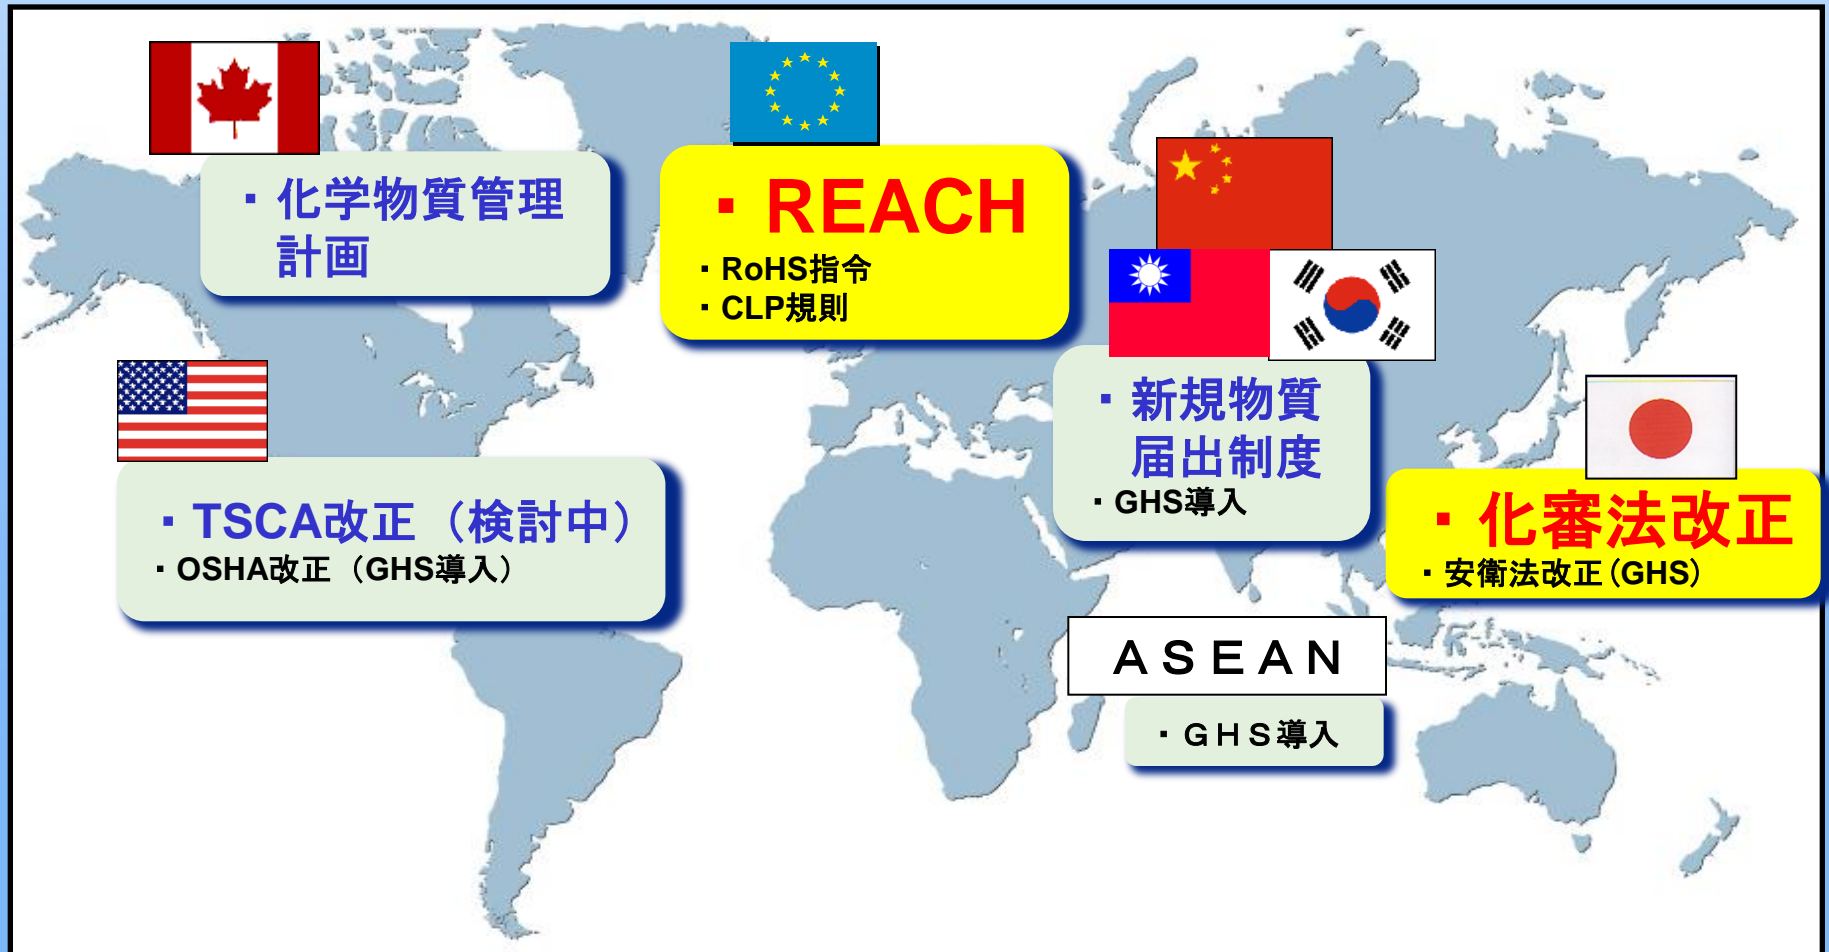 ・化学物質管理
計画
・REACH
・RoHS指令
・CLP規則
・新規物質
届出制度
・GHS導入
・TSCA改正（検討中）
・OSHA改正（GHS導入）
・化審法改正
・安衛法改正(GHS)
ＡＳＥＡＮ
・ＧＨＳ導入